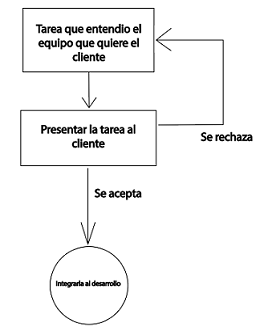 Tarea que entendio el
equipo que quiere el
cliente
Presentar la tarea al
cliente
Se rechaza
Se acepta
Integrarla al desarrollo